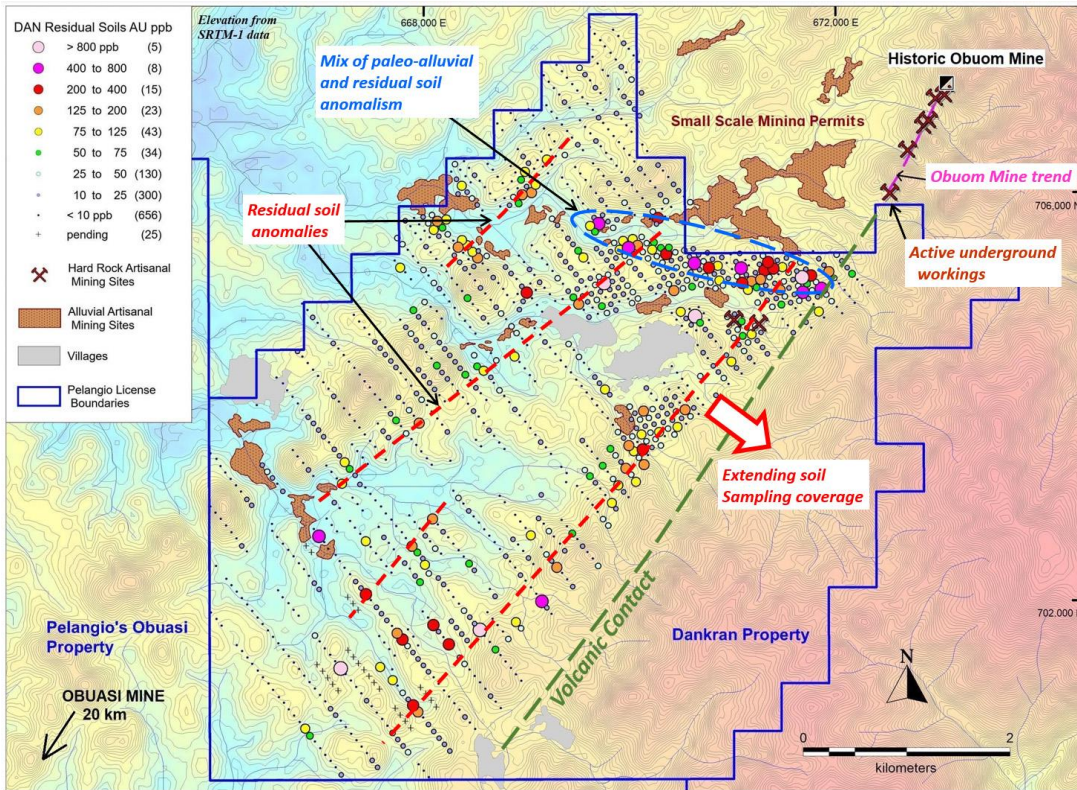 668,000 E
672,000 E
Elevation from
SRTM-1 data
DAN Residual Soils AU ppb
> 800 ppb (5)
400 to 800 (8)
200 to 400 (15)
125 to 200 (23)
75 to 125 (43)
50 to 75 (34)
25 to 50 (130)
10 to 25 (300)
< 10 ppb (656)
pending (25)
Hard Rock Artisanal
Mining Sites
Alluvial Artisanal
Mining Sites
Villages
Pelangio License
Boundaries
Mix of paleo-alluvial
and residual soil
anomalism
Historic Obuom Mine
Small Scale Mining Permits
Obuom Mine trend
706,000 N
Residual soil
anomalies
Active underground
workings
Extending soil
Sampling coverage
Volcanic Contact
702.000 N
Pelangio's Obuasi
Property
Dankran Property
OBUASI MINE
20 km
N
0 2
kilometers